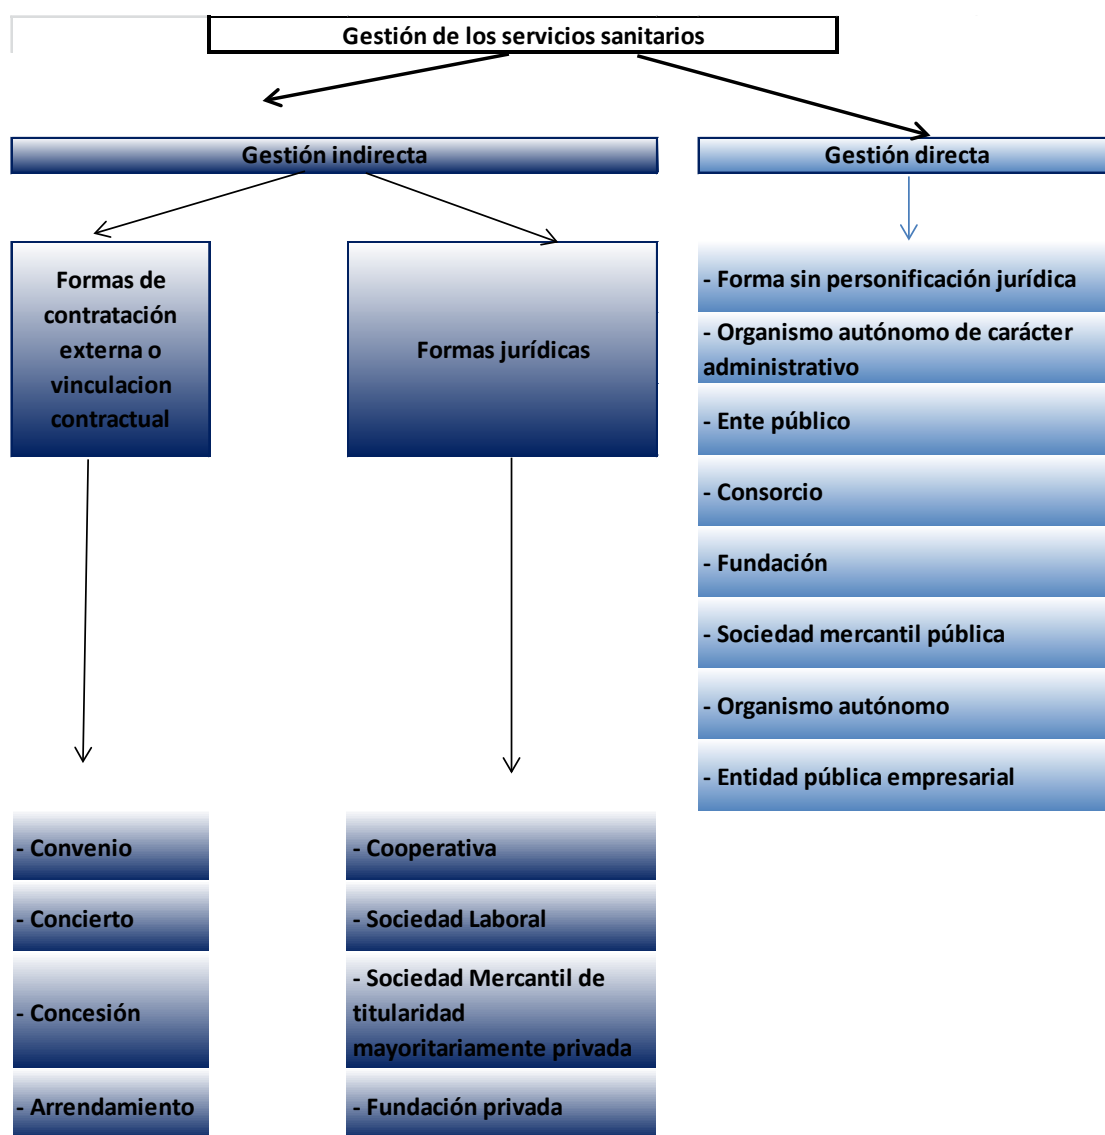 Gestión de los servicios sanitarios
Gestión indirecta
Gestión directa
Formas de
contratación
externa o
vinculacion
contractual
Formas jurídicas
- Forma sin personificación jurídica
- Organismo autónomo de carácter
administrativo
- Ente público
- Consorcio
- Fundación
- Sociedad mercantil pública
- Organismo autónomo
- Entidad pública empresarial
- Convenio
- Concierto
- Concesión
- Arrendamiento
- Cooperativa
- Sociedad Laboral
- Sociedad Mercantil de
titularidad
mayoritariamente privada
- Fundación privada